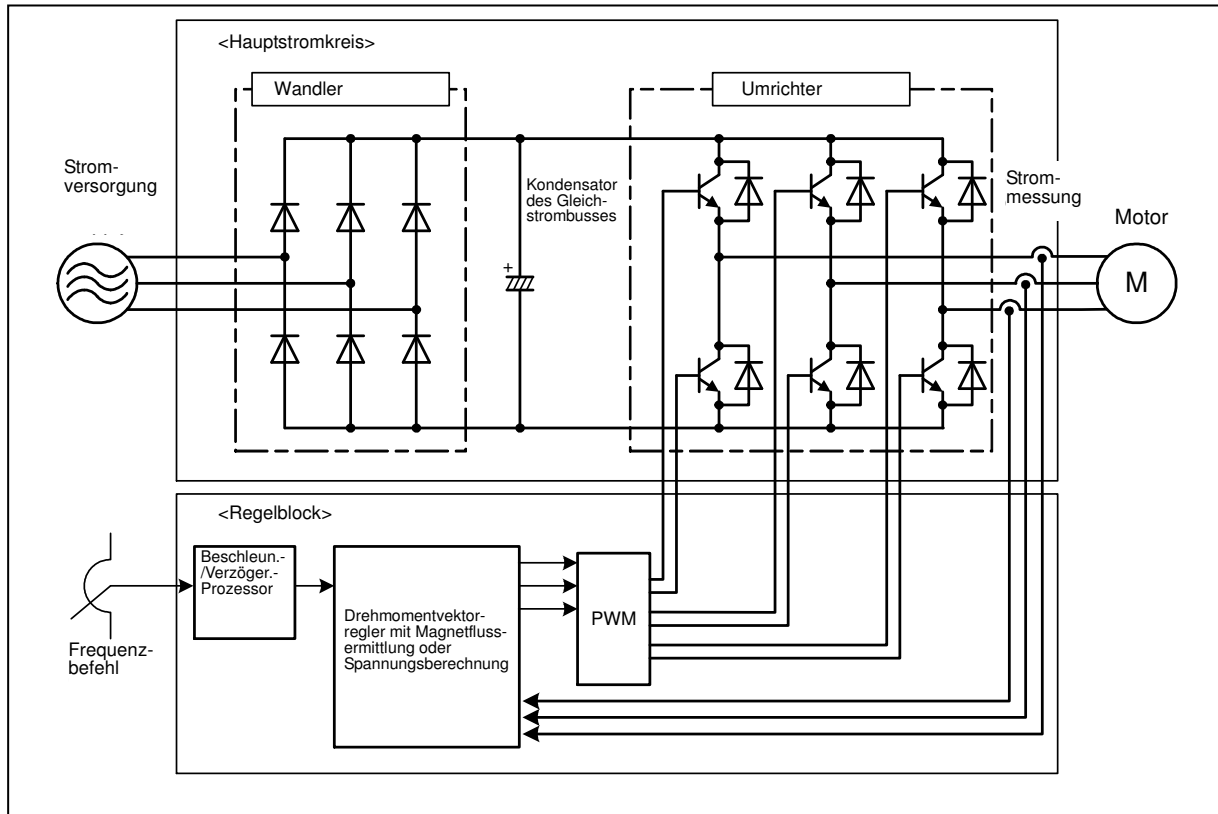 <Hauptstromkreis>
Wandler
Umrichter
Strom-
versorgung
Kondensator
des Gleich-
strombusses
+
Strom-
messung
Motor
M
<Regelblock>
Beschleun.-
/Verzöger.-
Prozessor
Drehmomentvektor-
regler mit Magnetfluss-
ermittlung oder
Spannungsberechnung
PWM
Frequenz-
befehl